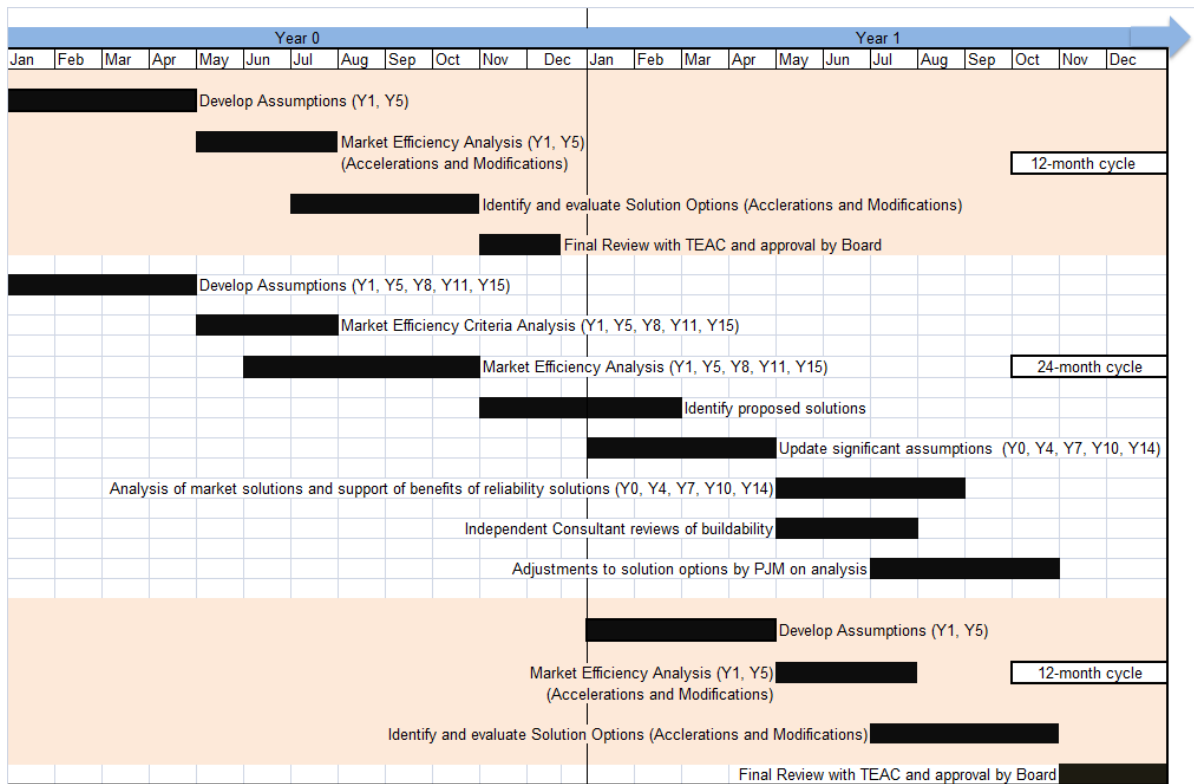 Year 0 Year 1
Jan Feb Mar Apr May Jun Jul Aug Sep Oct Nov Dec Jan Feb Mar Apr May Jun Jul Aug Sep Oct Nov Dec
Develop Assumptions (Y1, Y5)
Market Efficiency Analysis (Y1, Y5)
(Accelerations and Modifications)
12-month cycle
Identify and evaluate Solution Options (Acclerations and Modifications)
Final Review with TEAC and approval by Board
Develop Assumptions (Y1, Y5, Y8, Y11, Y15)
Market Efficiency Criteria Analysis (Y1, Y5, Y8, Y11, Y15)
Market Efficiency Analysis (Y1, Y5, Y8, Y11, Y15)
24-month cycle
Identify proposed solutions
Update significant assumptions (Y0, Y4, Y7, Y10, Y14)
Analysis of market solutions and support of benefits of reliability solutions (Y0, Y4, Y7, Y10, Y14)
Independent Consultant reviews of buildability
Adjustments to solution options by PJM on analysis
Develop Assumptions (Y1, Y5)
Market Efficiency Analysis (Y1, Y5)
(Accelerations and Modifications)
12-month cycle
Identify and evaluate Solution Options (Acclerations and Modifications)
Final Review with TEAC and approval by Board